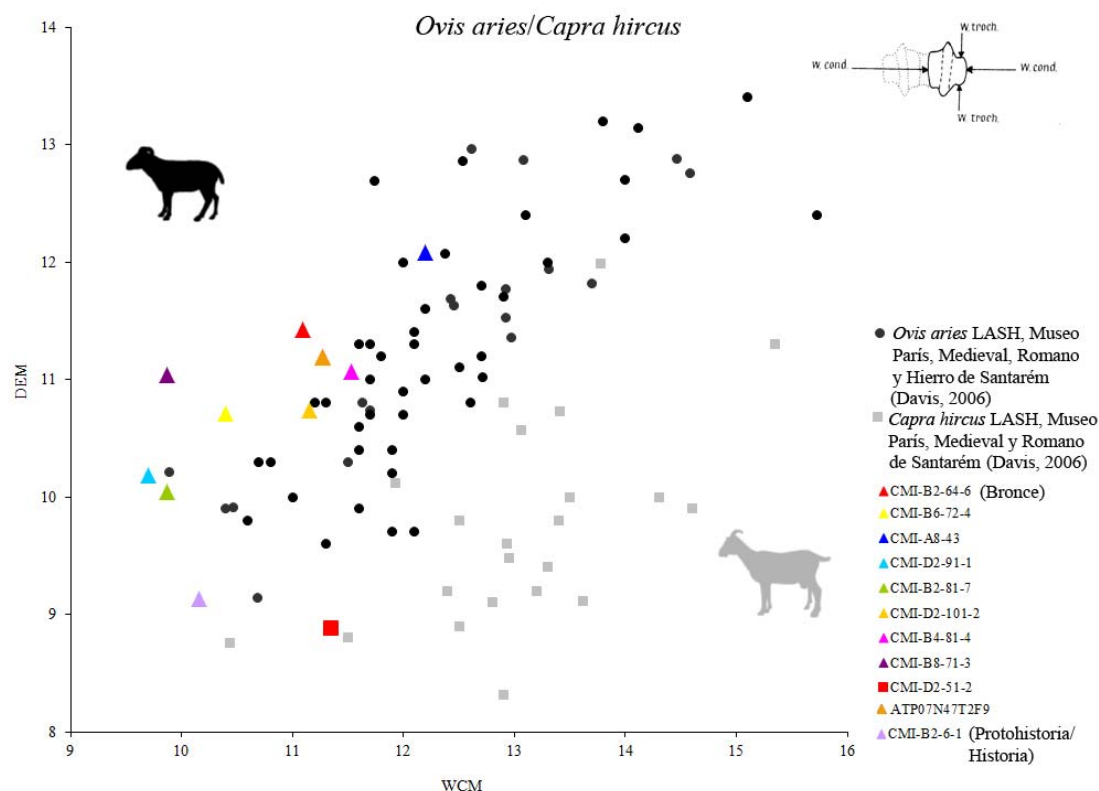 Ovis aries/Capra hircus
14
13
12
11
10
9
8
DEM
9 10 11 12 13 14 15 16
WCM
W. troch.
W. cond. W. cond.
W. troch.
Ovis aries LASH, Museo
París, Medieval, Romano
y Hierro de Santarém
(Davis, 2006)
Capra hircus LASH, Museo
París, Medieval y Romano
de Santarém (Davis, 2006)
CMI-B2-64-6 (Bronce)
CMI-B6-72-4
CMI-A8-43
CMI-D2-91-1
CMI-B2-81-7
CMI-D2-101-2
CMI-B4-81-4
CMI-B8-71-3
CMI-D2-51-2
ATP07N47T2F9
CMI-B2-6-1 (Protohistoria/
Historia)